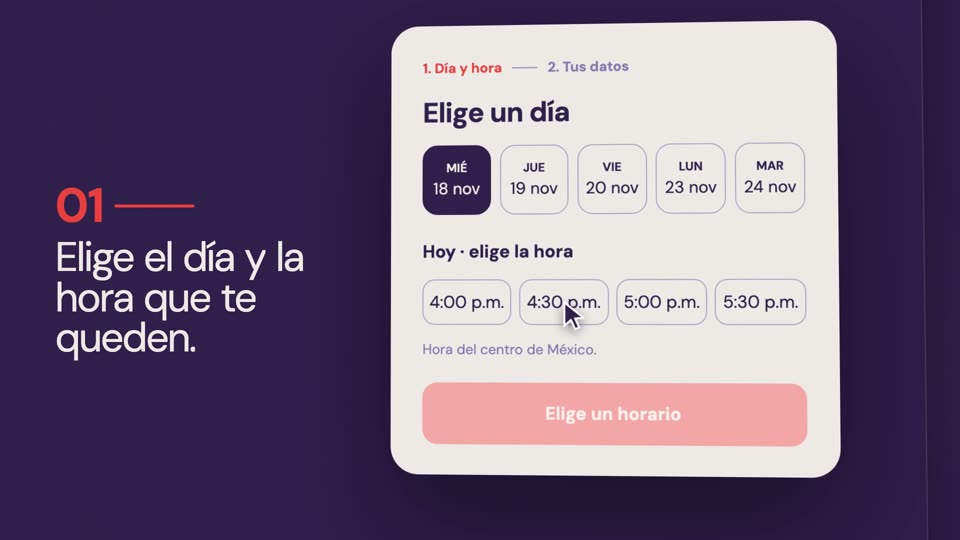 01
Elige el día y la
hora que te
queden.
1. Día y hora
2. Tus datos
Elige un día
MIÉ
18 nov
JUE
19 nov
VIE
20 nov
LUN
23 nov
MAR
24 nov
Hoy · elige la hora
4:00 p.m.
4:30 p.m.
5:00 p.m.
5:30 p.m.
Hora del centro de México.
Elige un horario